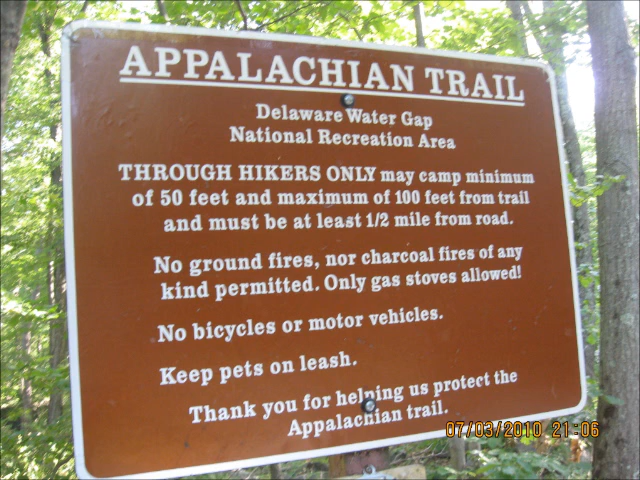 APPALACHIAN TRAIL
Delaware Water Gap
National Recreation Area
THROUGH HIKERS ONLY may camp minimum
of 50 feet and maximum of 100 feet from trail
and must be at least 1/2 mile from road.
No ground fires, nor charcoal fires of any
kind permitted. Only gas stoves allowed!
No bicycles or motor vehicles.
Keep pets on leash.
Thank you for helping us protect the
Appalachian trail.
07/03/2010 21:06